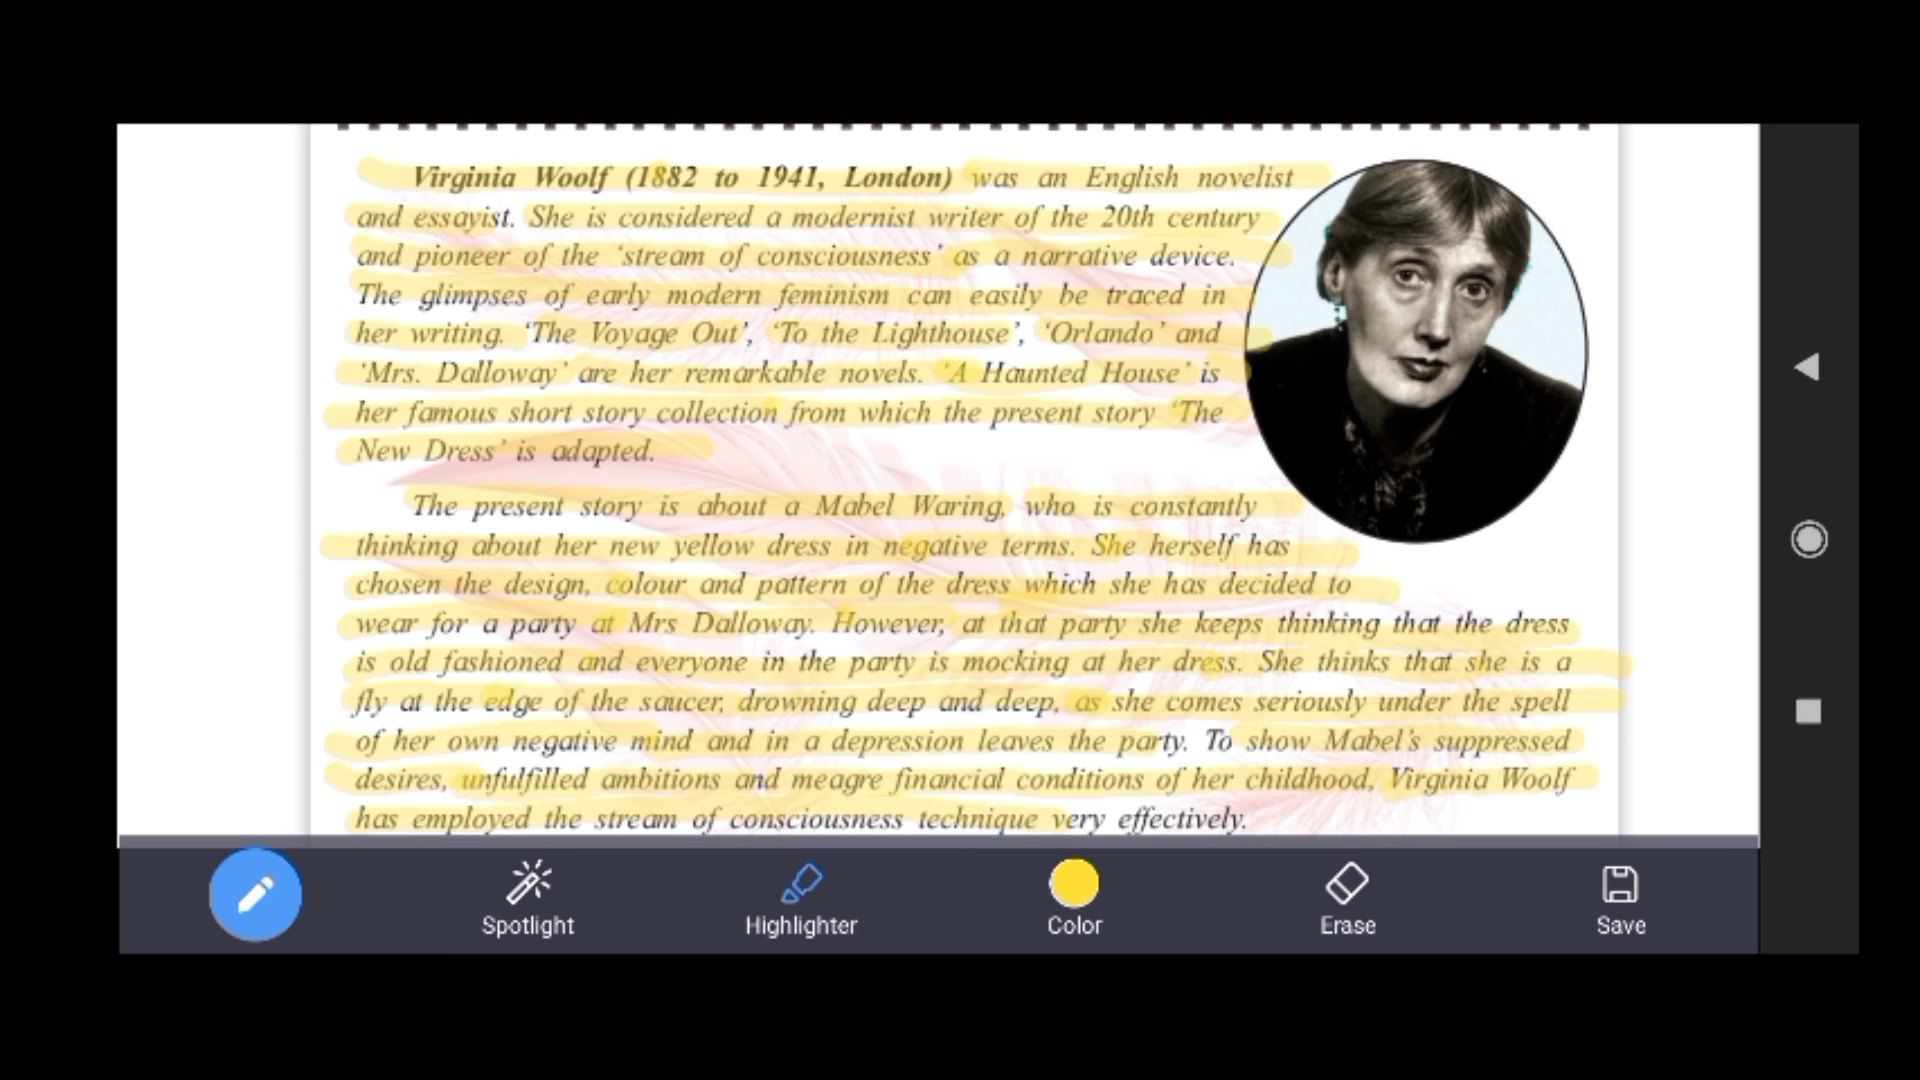 Virginia Woolf (1882 to 1941, London) was an English novelist
and essayist. She is considered a modernist writer of the 20th century
and pioneer of the ‘stream of consciousness’ as a narrative device.
The glimpses of early modern feminism can easily be traced in
her writing. ‘The Voyage Out’, ‘To the Lighthouse’, ‘Orlando’ and
‘Mrs. Dalloway’ are her remarkable novels. ‘A Haunted House’ is
her famous short story collection from which the present story ‘The
New Dress’ is adapted.
The present story is about a Mabel Waring, who is constantly
thinking about her new yellow dress in negative terms. She herself has
chosen the design, colour and pattern of the dress which she has decided to
wear for a party at Mrs Dalloway. However, at that party she keeps thinking that the dress
is old fashioned and everyone in the party is mocking at her dress. She thinks that she is a
fly at the edge of the saucer, drowning deep and deep, as she comes seriously under the spell
of her own negative mind and in a depression leaves the party. To show Mabel's suppressed
desires, unfulfilled ambitions and meagre financial conditions of her childhood, Virginia Woolf
has employed the stream of consciousness technique very effectively.
Spotlight
Highlighter
Color
Erase
Save